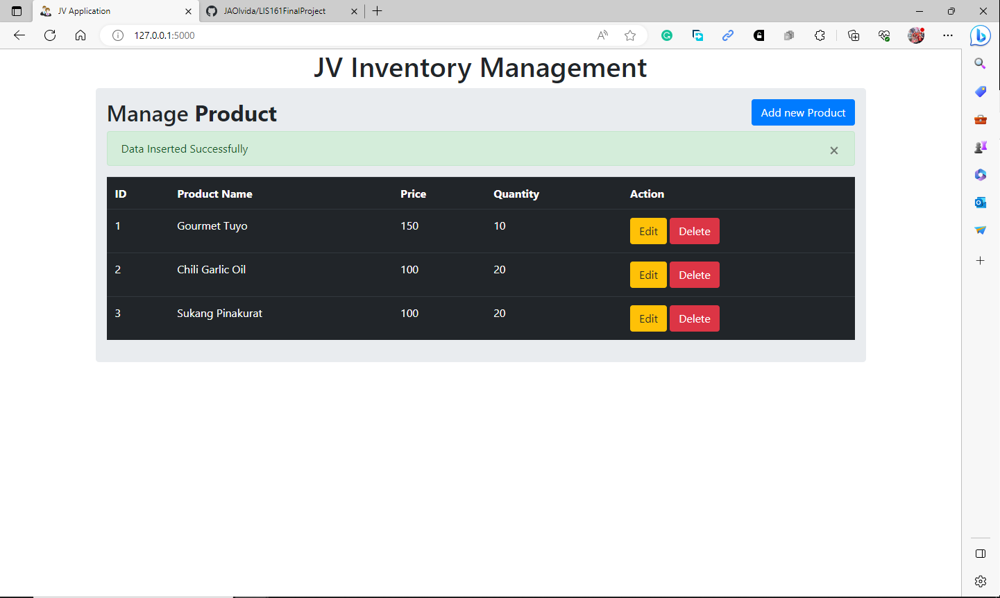 JV Application
JAOlvida/LIS161FinalProject
127.0.0.1:5000
JV Inventory Management
Manage Product
Add new Product
Data Inserted Successfully
ID Product Name Price Quantity Action
1 Gourmet Tuyo 150 10 Edit Delete
2 Chili Garlic Oil 100 20 Edit Delete
3 Sukang Pinakurat 100 20 Edit Delete